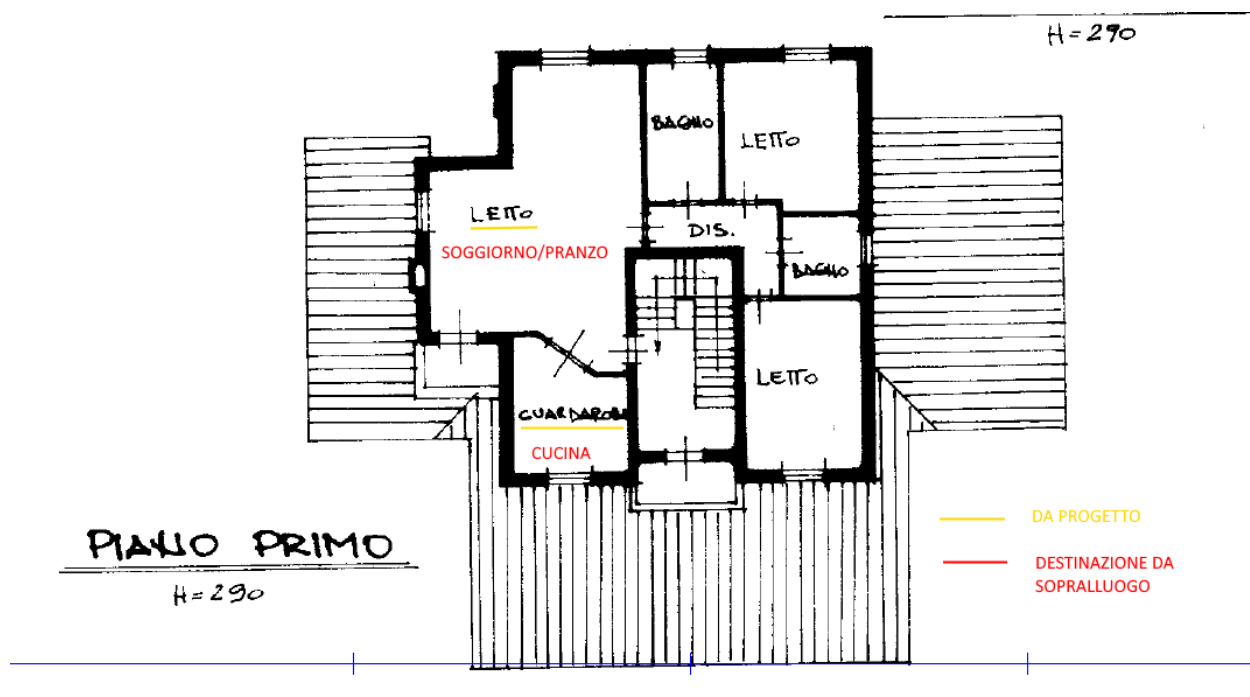 H=290
BAGNO
LETTO
LETTO
SOGGIORNO/PRANZO
DIS.
BAGNO
LETTO
GUARDAROBA
CUCINA
PIANO PRIMO
H=290
DA PROGETTO
DESTINAZIONE DA
SOPRALLUOGO